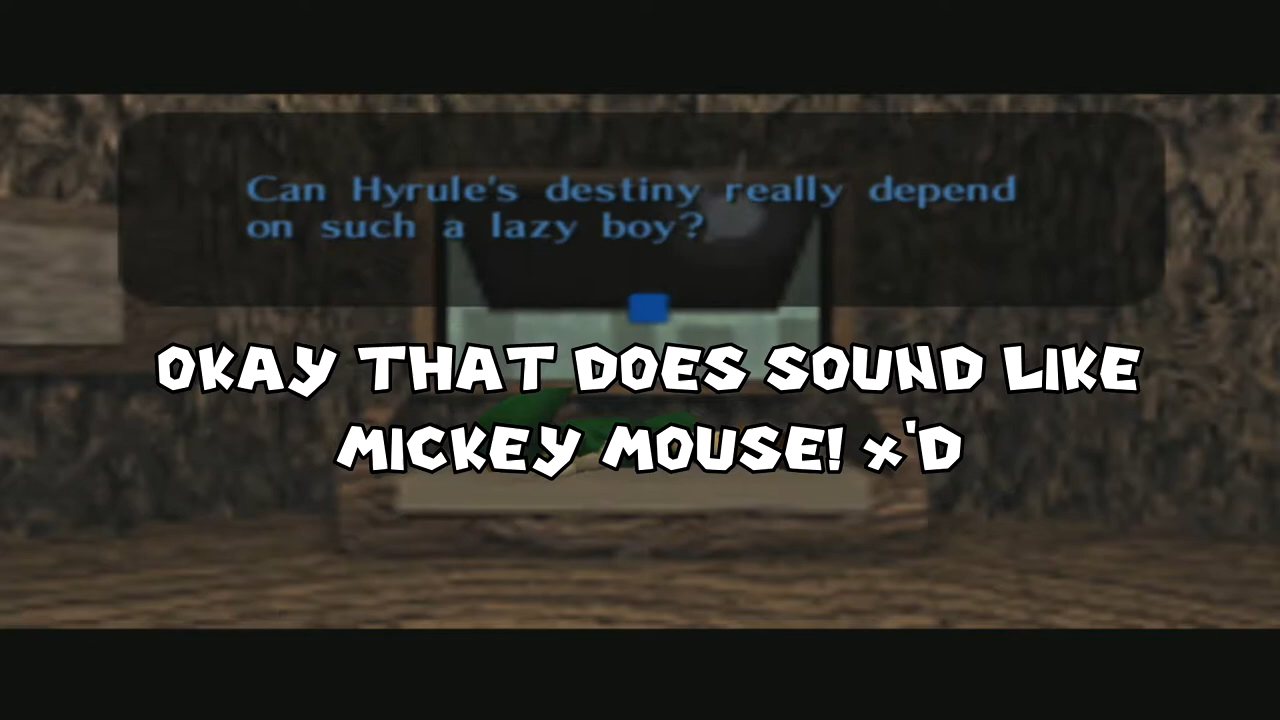 Can Hyrule's destiny really depend
on such a lazy boy?
OKAY THAT DOES SOUND LIKE
MICKEY MOUSE! x'D